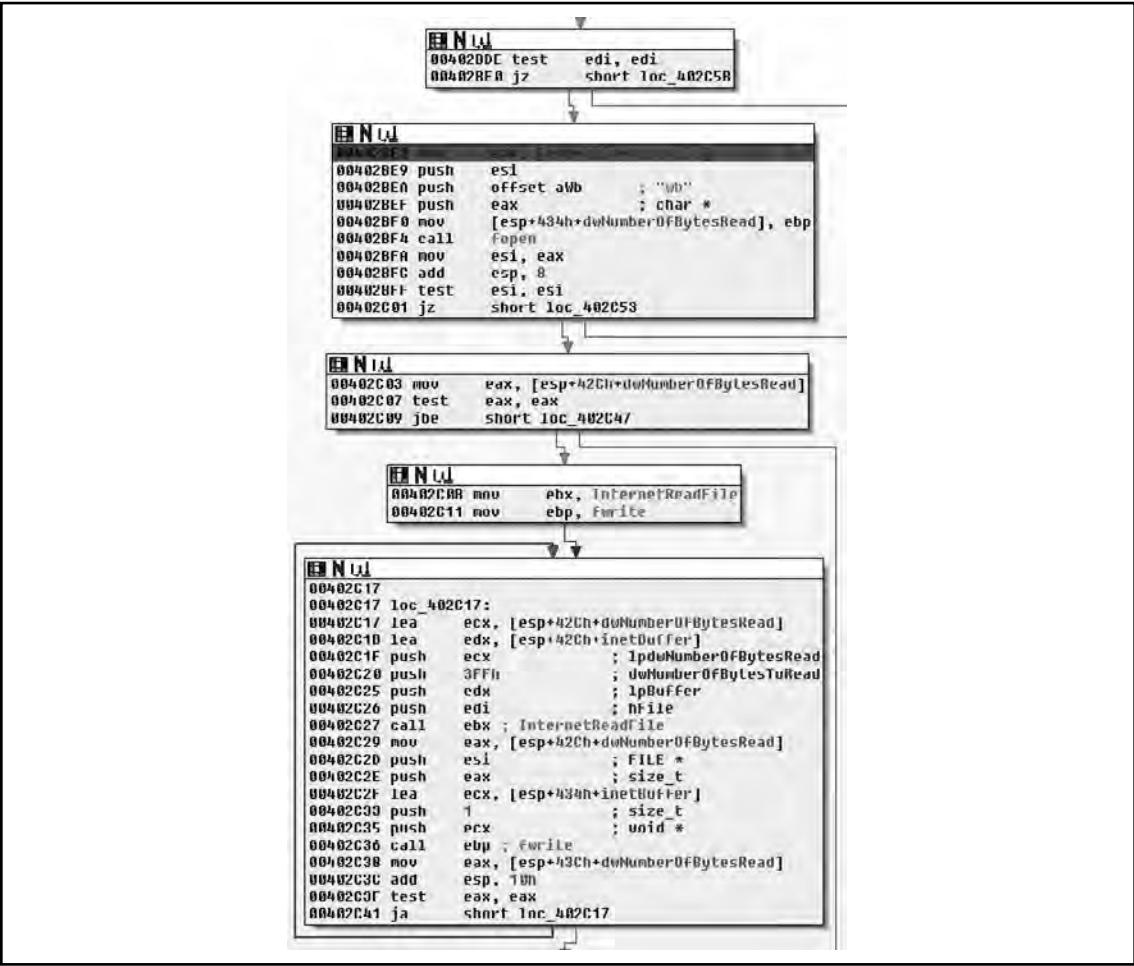 00402BDE test edi, edi
00402BE0 jz short loc_402C5B
00402BE9 push esi
00402BEA push offset aWb ; "wb"
00402BEF push eax ; char *
00402BF0 mov [esp+434h+dwNumberOfBytesRead], ebp
00402BF4 call fopen
00402BFA mov esi, eax
00402BFC add esp, 8
00402BFF test esi, esi
00402C01 jz short loc_402C53
00402C03 mov eax, [esp+42Ch+dwNumberOfBytesRead]
00402C07 test eax, eax
00402C09 jbe short loc_402C47
00402C0B mov ebx, InternetReadFile
00402C11 mov ebp, fwrite
00402C17
00402C17 loc_402C17:
00402C17 lea ecx, [esp+42Ch+dwNumberOfBytesRead]
00402C1B lea edx, [esp+42Ch+inetBuffer]
00402C1F push ecx ; lpdwNumberOfBytesRead
00402C20 push 3FFh ; dwNumberOfBytesToRead
00402C25 push edx ; lpBuffer
00402C26 push edi ; hFile
00402C27 call ebx ; InternetReadFile
00402C29 mov eax, [esp+42Ch+dwNumberOfBytesRead]
00402C2D push esi ; FILE *
00402C2E push eax ; size_t
00402C2F lea ecx, [esp+434h+inetBuffer]
00402C33 push 1 ; size_t
00402C35 push ecx ; void *
00402C36 call ebp ; fwrite
00402C38 mov eax, [esp+43Ch+dwNumberOfBytesRead]
00402C3C add esp, 10h
00402C3F test eax, eax
00402C41 ja short loc_402C17